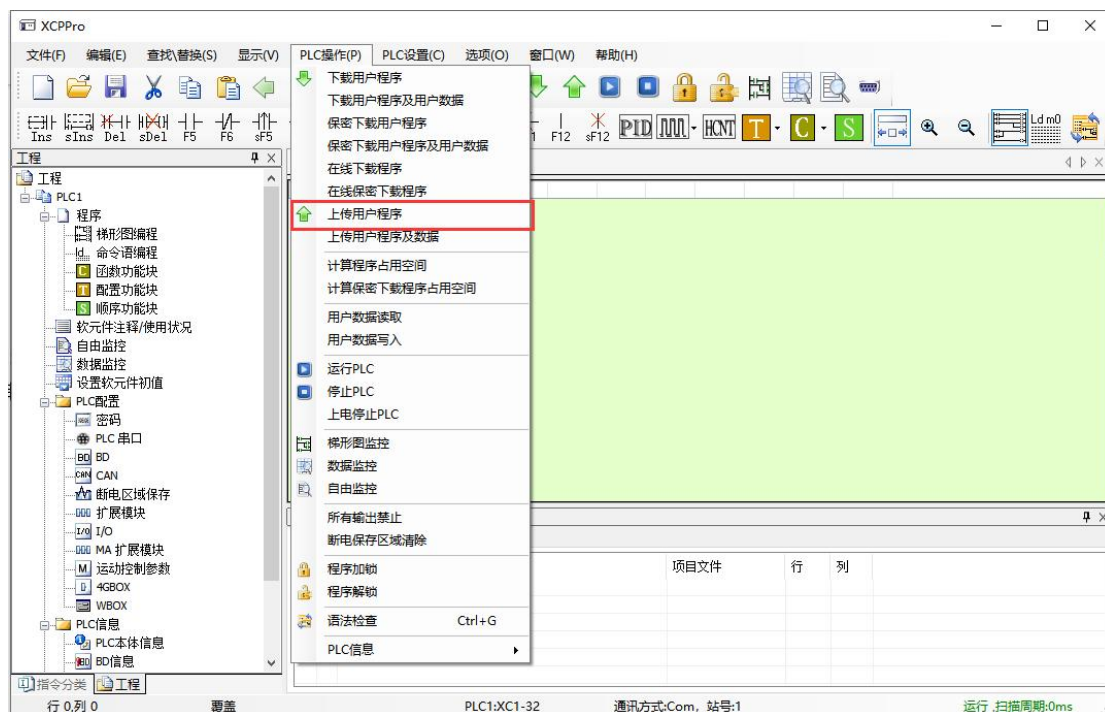 XCPPro
文件(F) 编辑(E) 查找\替换(S) 显示(V) PLC操作(P) PLC设置(C) 选项(O) 窗口(W) 帮助(H)
Ins sIns Del sDel F5 F6 sF5 F12 sF12 PID HCNT T C S Ld m0
工程
工程
PLC1
程序
梯形图编程
命令语编程
C 函数功能块
T 配置功能块
S 顺序功能块
软元件注释/使用状况
自由监控
数据监控
设置软元件初值
PLC配置
密码
PLC 串口
BD BD
CAN CAN
断电区域保存
扩展模块
I/O I/O
MA 扩展模块
M 运动控制参数
4GBOX
WBOX
PLC信息
PLC本体信息
BD BD信息
指令分类 工程
下载用户程序
下载用户程序及用户数据
保密下载用户程序
保密下载用户程序及用户数据
在线下载程序
在线保密下载程序
上传用户程序
上传用户程序及数据
计算程序占用空间
计算保密下载程序占用空间
用户数据读取
用户数据写入
运行PLC
停止PLC
上电停止PLC
梯形图监控
数据监控
自由监控
所有输出禁止
断电保存区域清除
程序加锁
程序解锁
语法检查 Ctrl+G
PLC信息
项目文件 行 列
行 0,列 0 覆盖 PLC1:XC1-32 通讯方式:Com, 站号:1 运行 ,扫描周期:0ms